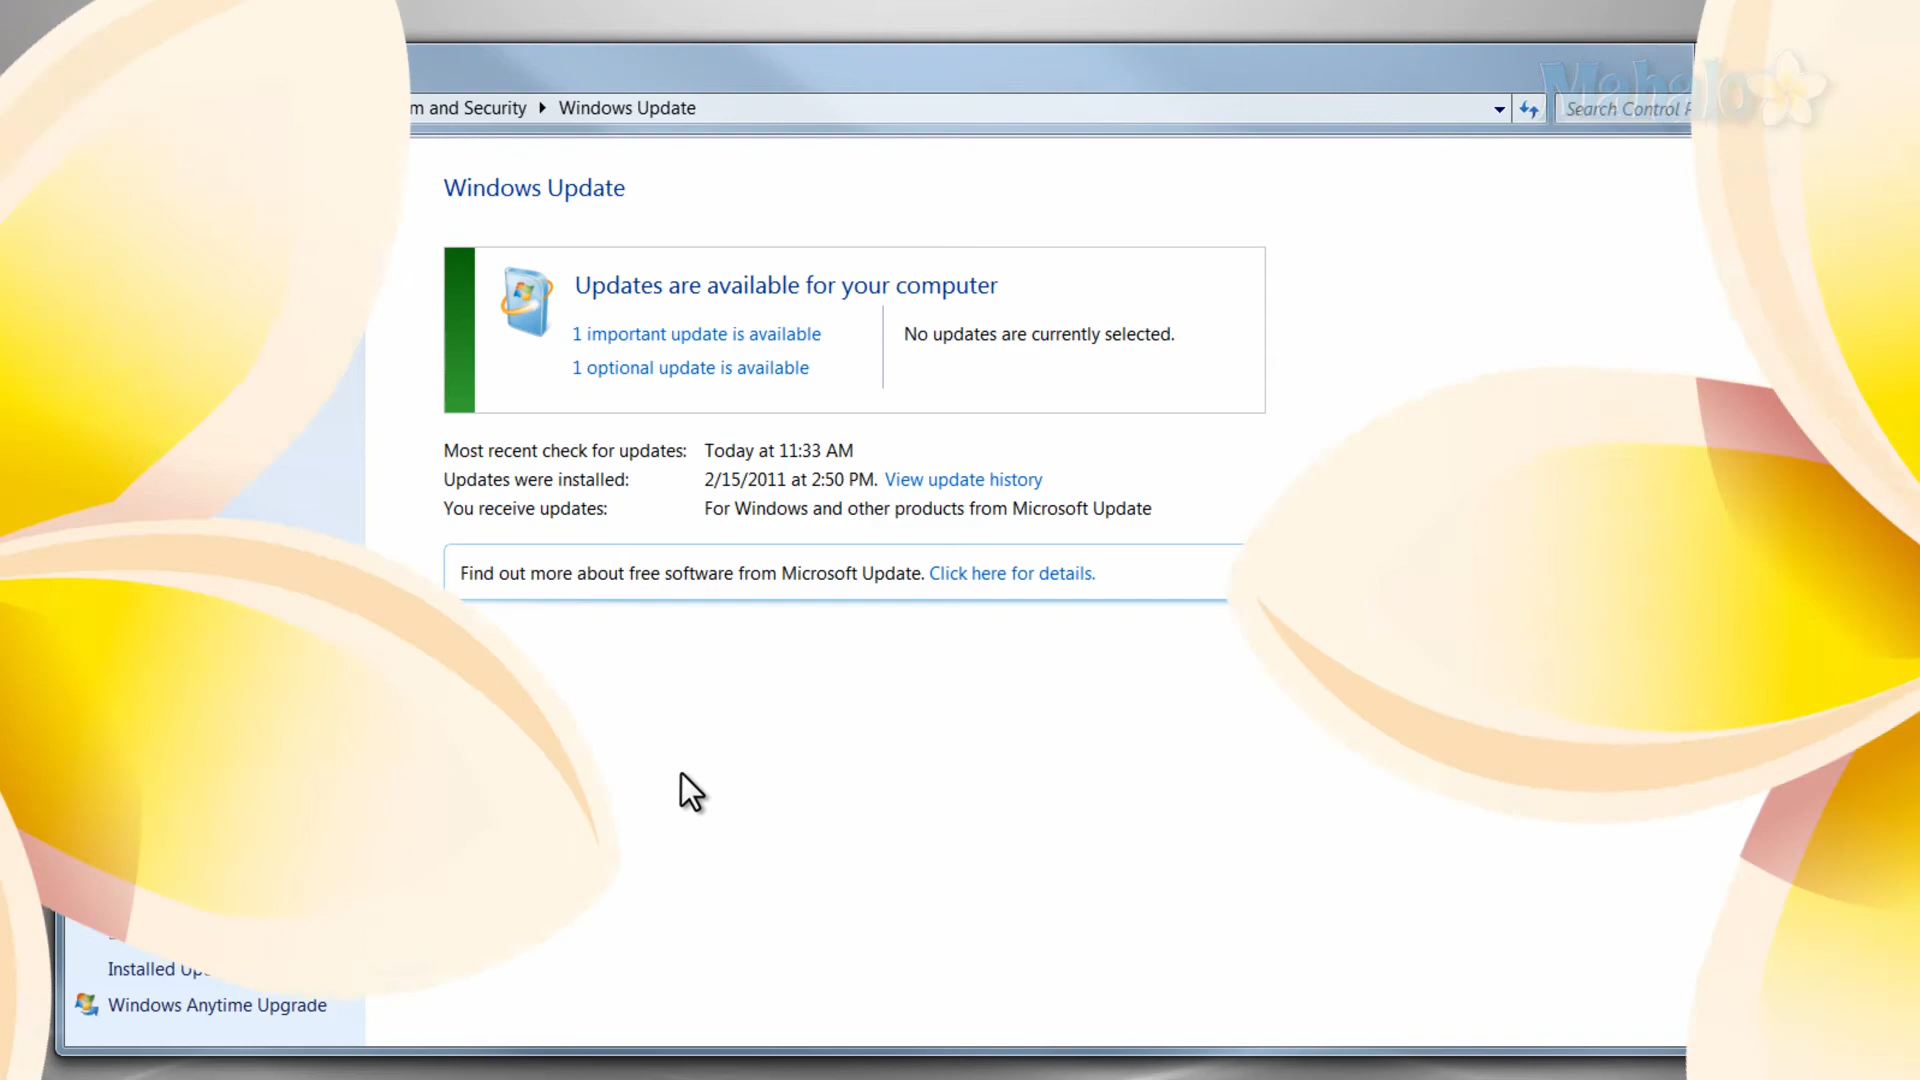 Mahalo
m and Security Windows Update
Search Control P
Windows Update
Updates are available for your computer
1 important update is available
No updates are currently selected.
1 optional update is available
Most recent check for updates: Today at 11:33 AM
Updates were installed: 2/15/2011 at 2:50 PM. View update history
You receive updates: For Windows and other products from Microsoft Update
Find out more about free software from Microsoft Update. Click here for details.
Installed Up
Windows Anytime Upgrade